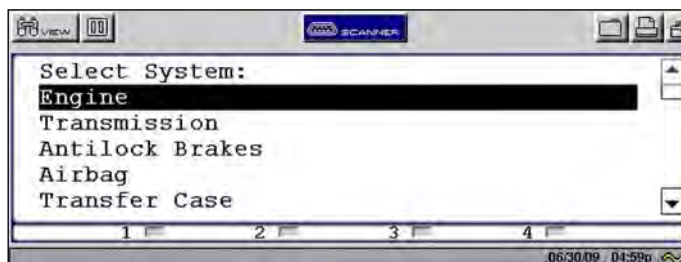 VIEW SCANNER
Select System:
Engine
Transmission
Antilock Brakes
Airbag
Transfer Case
1 2 3 4
06/30/09 04:59p